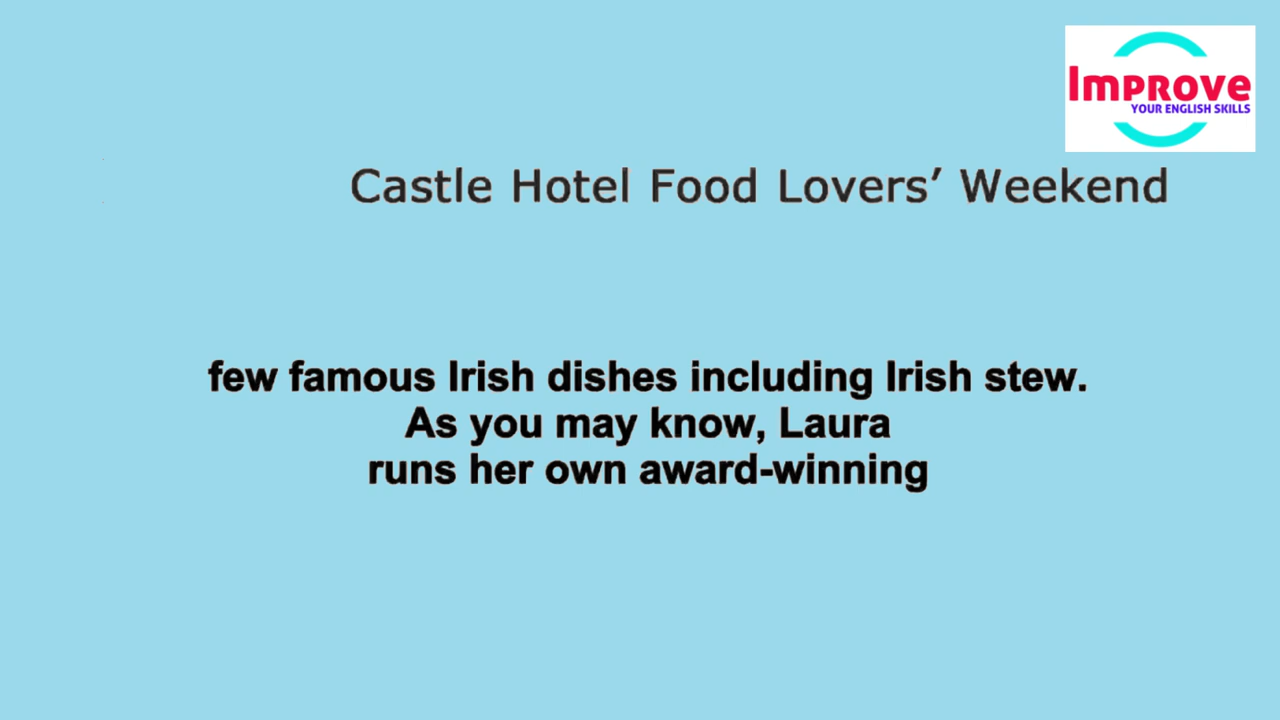 Improve
YOUR ENGLISH SKILLS
Castle Hotel Food Lovers’ Weekend
few famous Irish dishes including Irish stew.
As you may know, Laura
runs her own award-winning